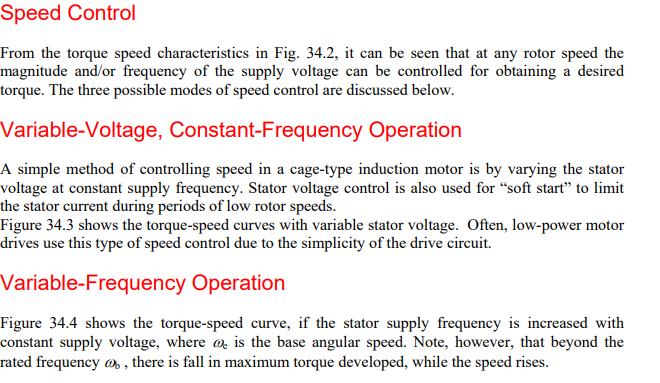 Speed Control
From the torque speed characteristics in Fig. 34.2, it can be seen that at any rotor speed the
magnitude and/or frequency of the supply voltage can be controlled for obtaining a desired
torque. The three possible modes of speed control are discussed below.
Variable-Voltage, Constant-Frequency Operation
A simple method of controlling speed in a cage-type induction motor is by varying the stator
voltage at constant supply frequency. Stator voltage control is also used for “soft start” to limit
the stator current during periods of low rotor speeds.
Figure 34.3 shows the torque-speed curves with variable stator voltage. Often, low-power motor
drives use this type of speed control due to the simplicity of the drive circuit.
Variable-Frequency Operation
Figure 34.4 shows the torque-speed curve, if the stator supply frequency is increased with
constant supply voltage, where ωe is the base angular speed. Note, however, that beyond the
rated frequency ωb , there is fall in maximum torque developed, while the speed rises.